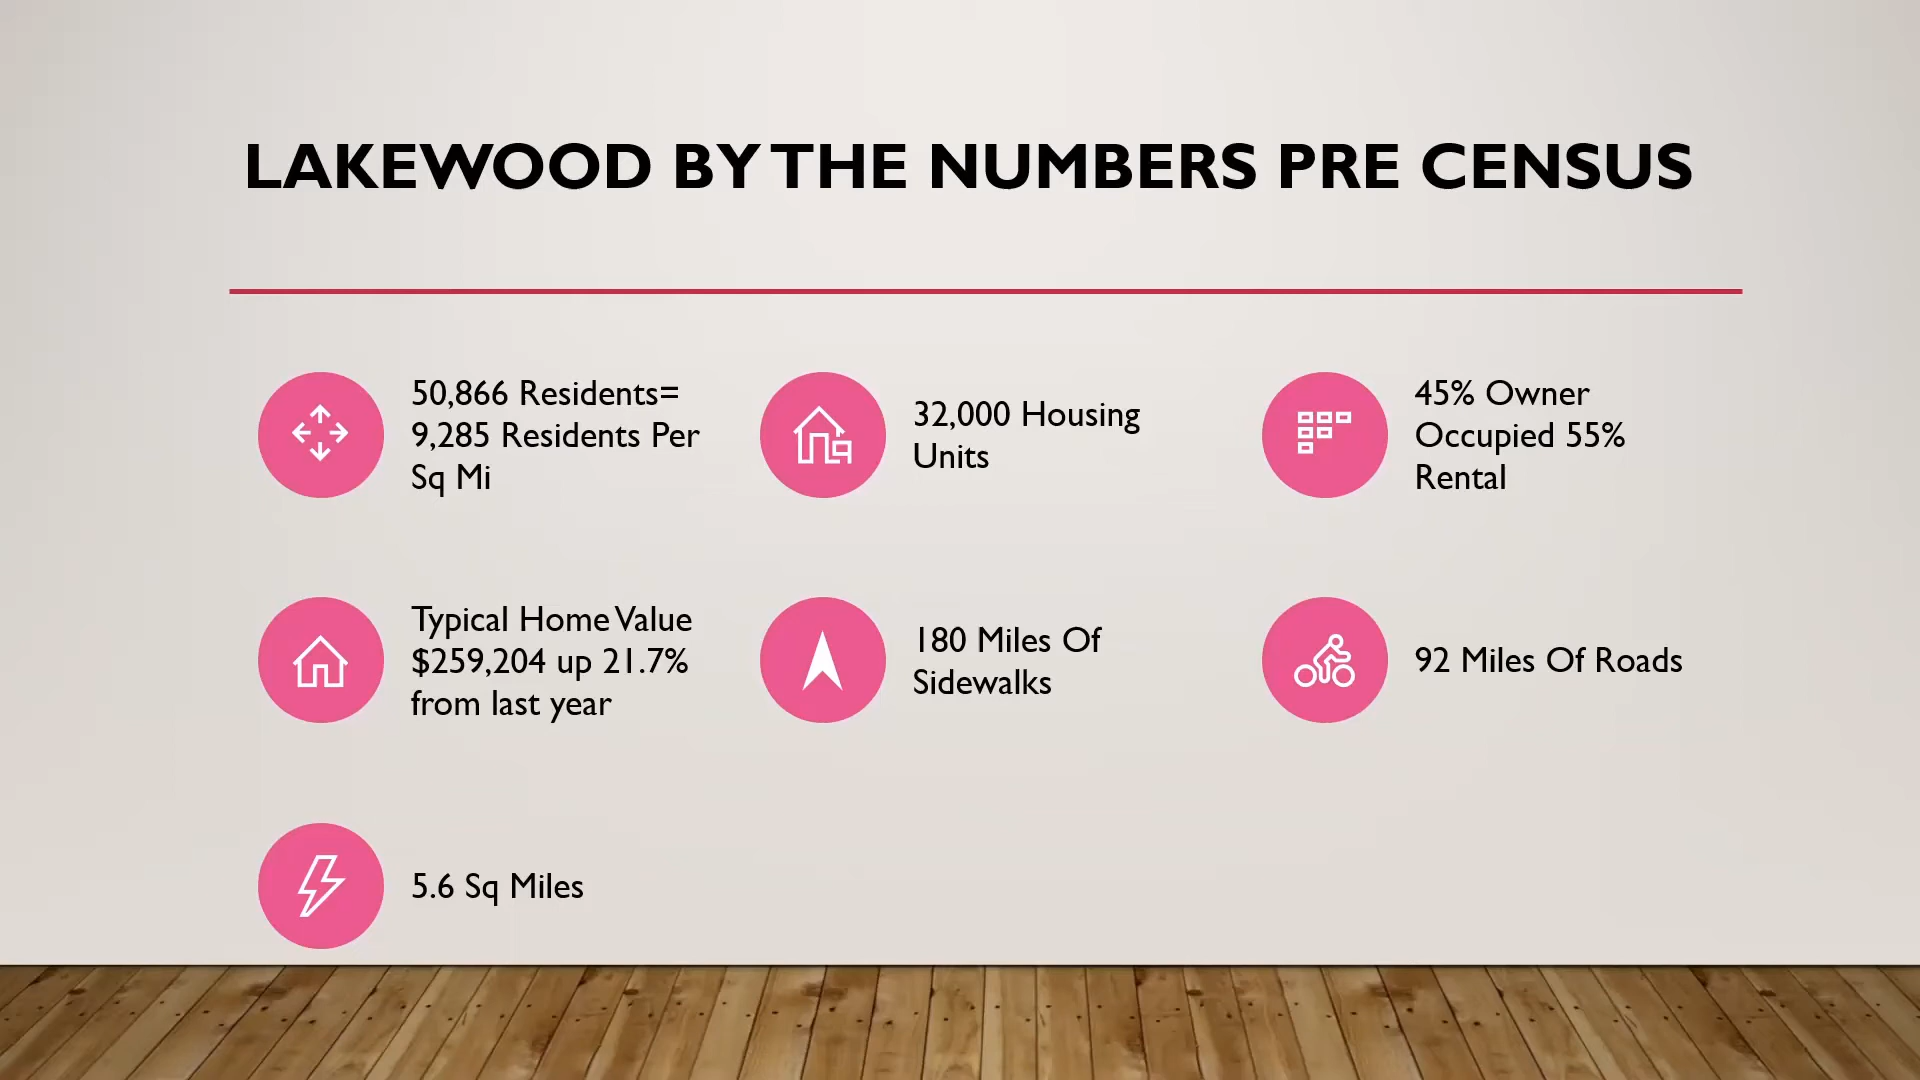 LAKEWOOD BY THE NUMBERS PRE CENSUS
50,866 Residents=
9,285 Residents Per
Sq Mi
32,000 Housing
Units
45% Owner
Occupied 55%
Rental
Typical Home Value
$259,204 up 21.7%
from last year
180 Miles Of
Sidewalks
92 Miles Of Roads
5.6 Sq Miles